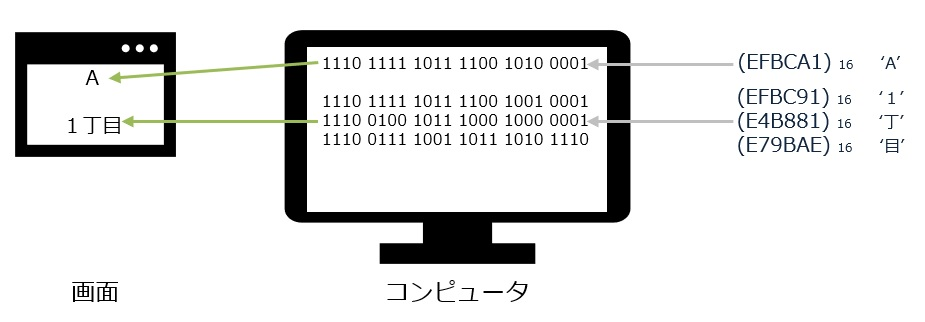 A
１丁目
画面
1110 1111 1011 1100 1010 0001
1110 1111 1011 1100 1001 0001
1110 0100 1011 1000 1000 0001
1110 0111 1001 1011 1010 1110
コンピュータ
(EFBCA1) 16 ‘A’
(EFBC91) 16 ‘１’
(E4B881) 16 ‘丁’
(E79BAE) 16 ‘目’